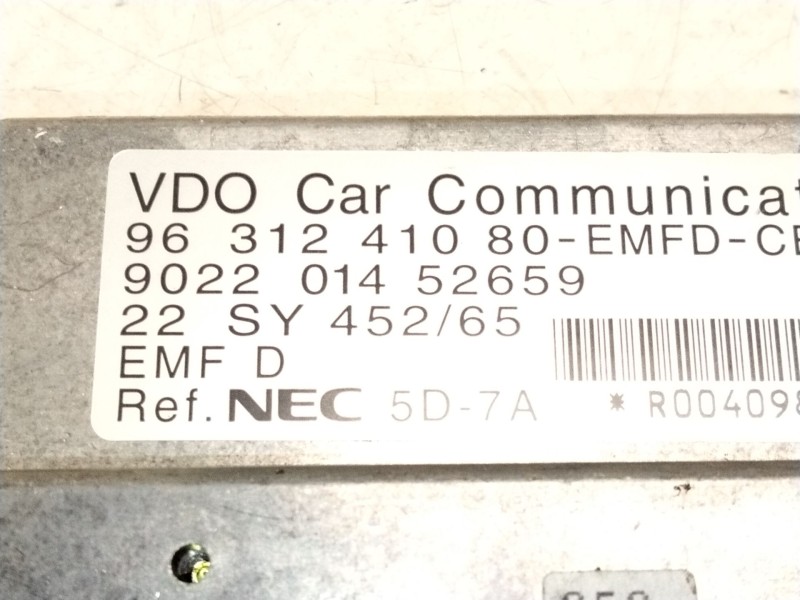 VDO Car Communicat
96 312 410 80-EMFD-CE
9022 014 52659
22 SY 452/65
EMF D
Ref. NEC 5D-7A
* R004098